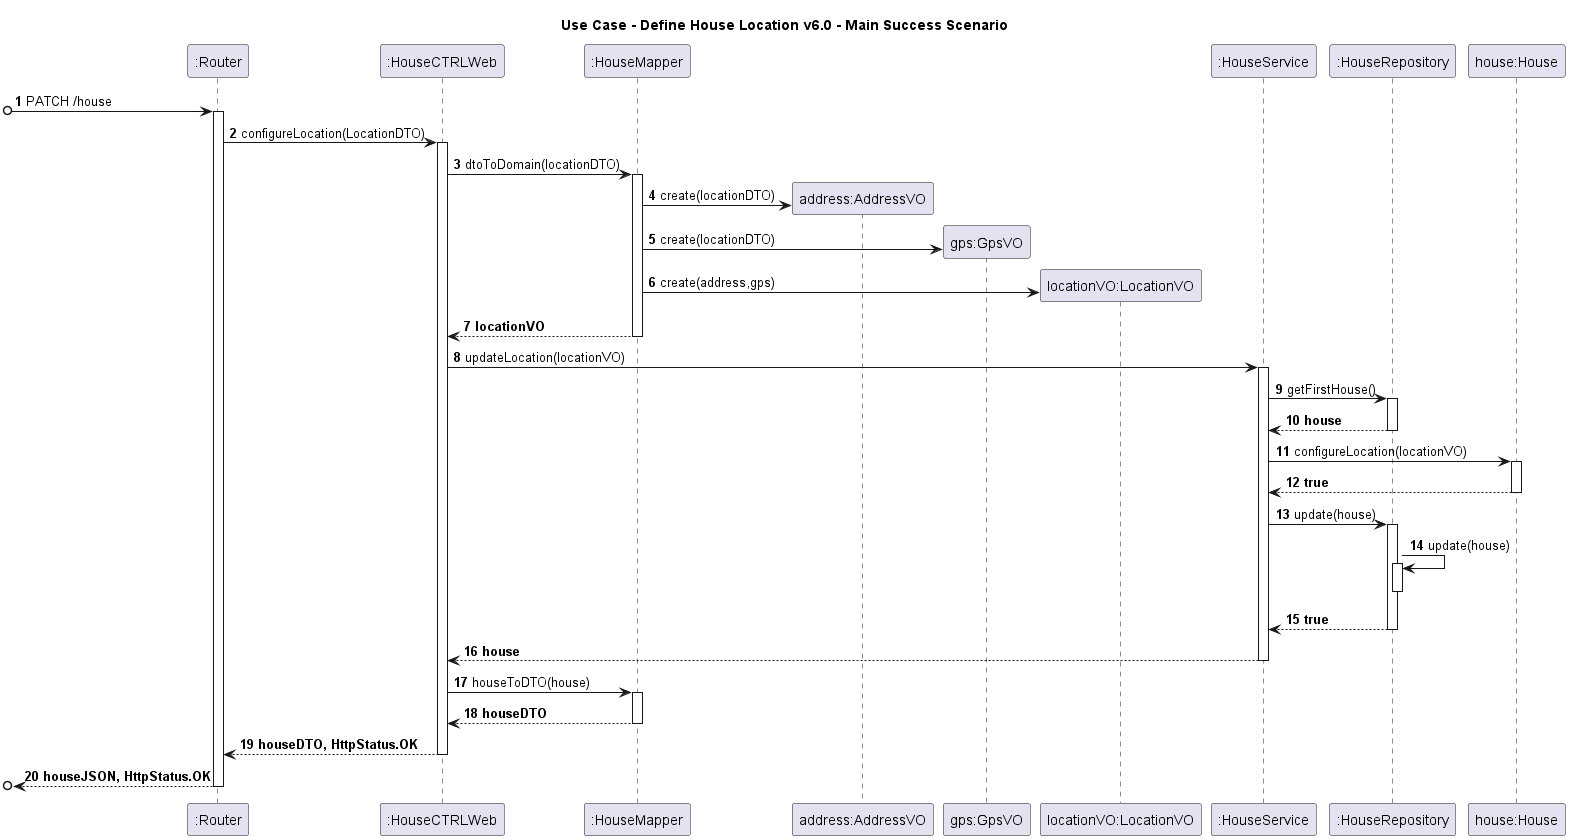 Use Case - Define House Location v6.0 - Main Success Scenario
:Router
:HouseCTRLWeb
:HouseMapper
:HouseService
:HouseRepository
house:House
1 PATCH /house
2 configureLocation(LocationDTO)
3 dtoToDomain(locationDTO)
4 create(locationDTO)
address:AddressVO
5 create(locationDTO)
gps:GpsVO
6 create(address,gps)
locationVO:LocationVO
7 locationVO
8 updateLocation(locationVO)
9 getFirstHouse()
10 house
11 configureLocation(locationVO)
12 true
13 update(house)
14 update(house)
15 true
16 house
17 houseToDTO(house)
18 houseDTO
19 houseDTO, HttpStatus.OK
20 houseJSON, HttpStatus.OK
:Router
:HouseCTRLWeb
:HouseMapper
address:AddressVO
gps:GpsVO
locationVO:LocationVO
:HouseService
:HouseRepository
house:House